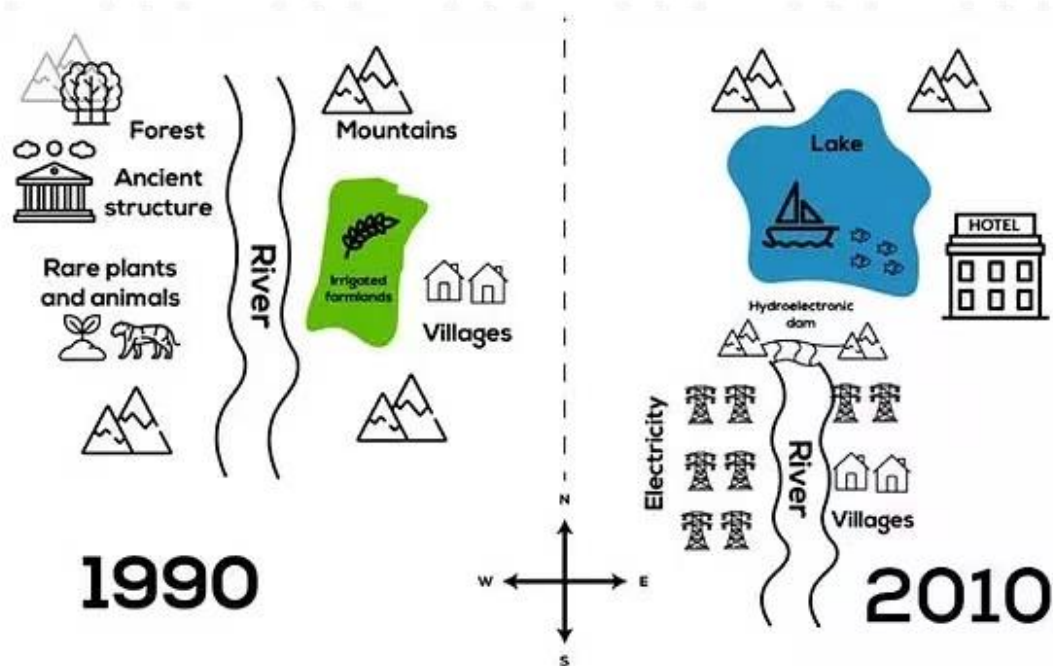 Forest
Mountains
Ancient
structure
River
Irrigated
farmlands
Rare plants
and animals
Villages
1990
N
W
E
S
Lake
HOTEL
Hydroelectronic
dam
Electricity
River
Villages
2010